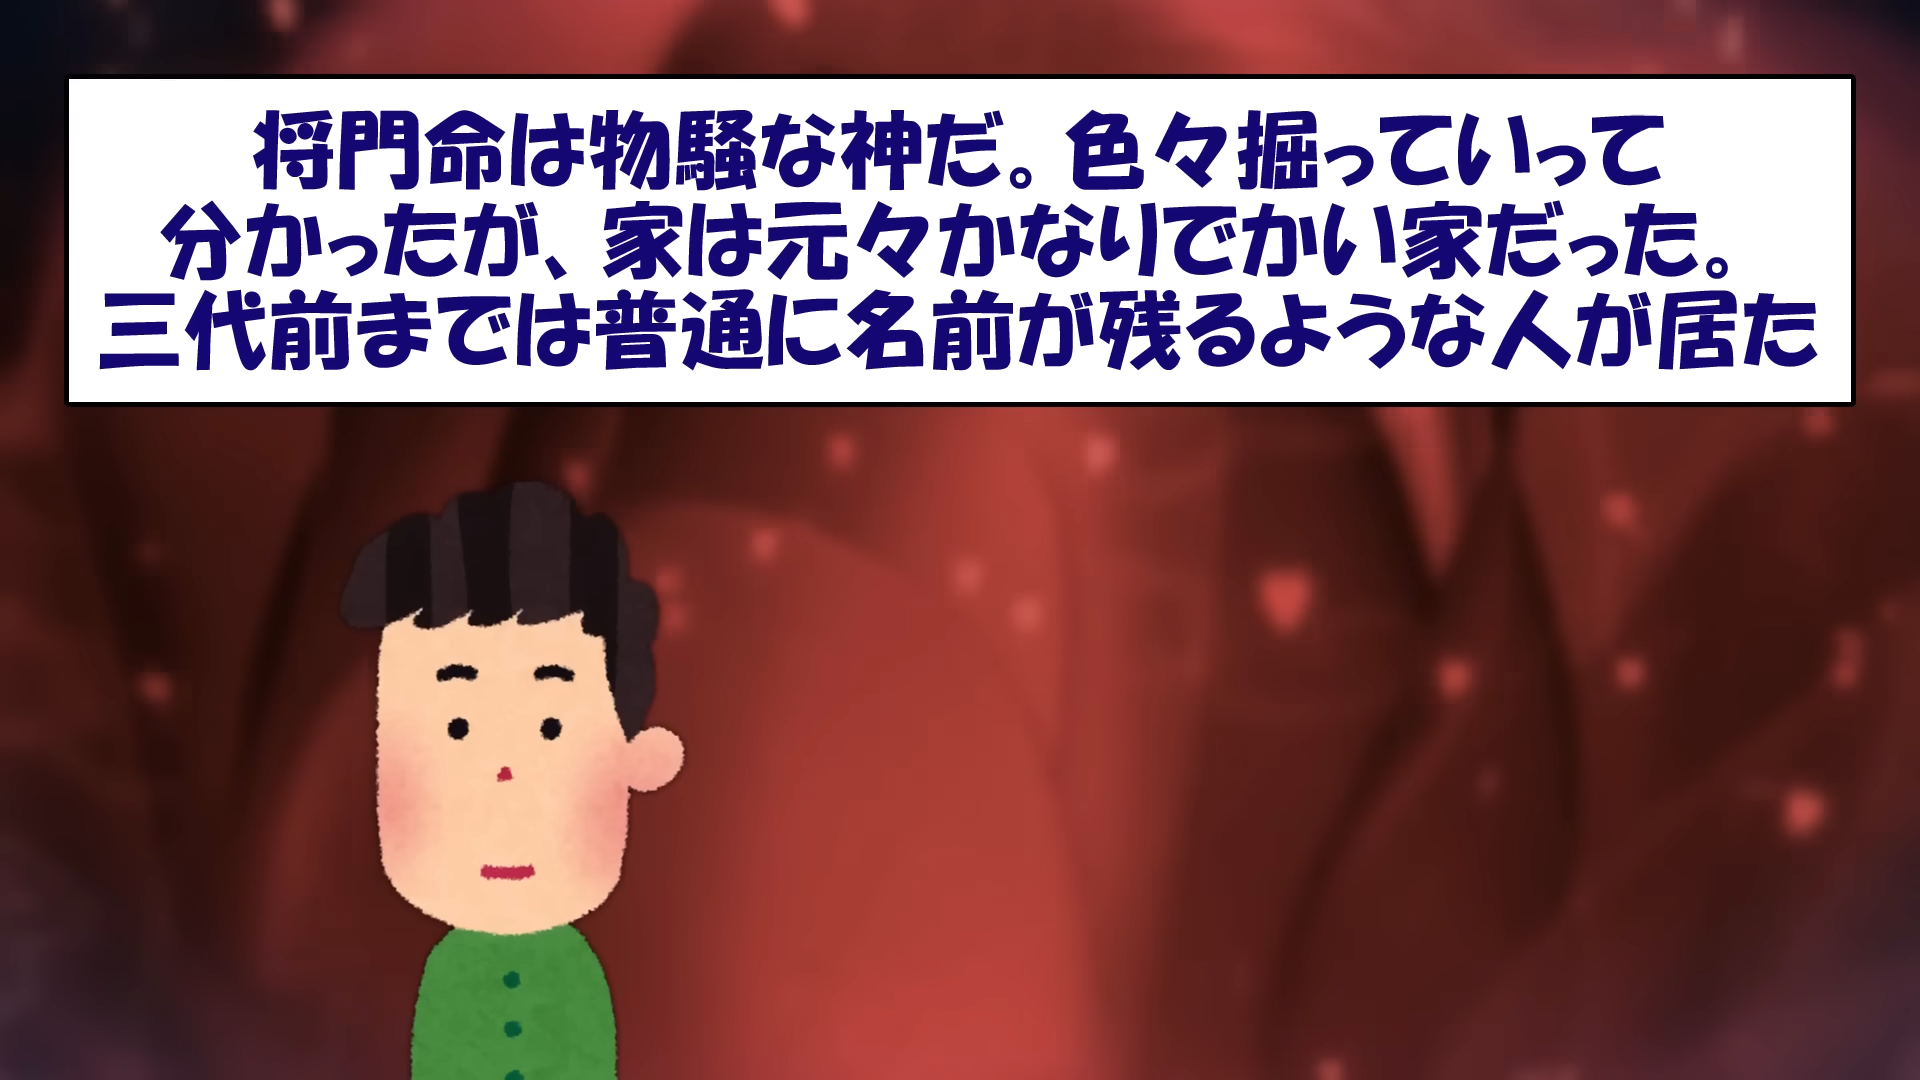 将門命は物騒な神だ。色々掘っていって
分かったが、家は元々かなりでかい家だった。
三代前までは普通に名前が残るような人が居た